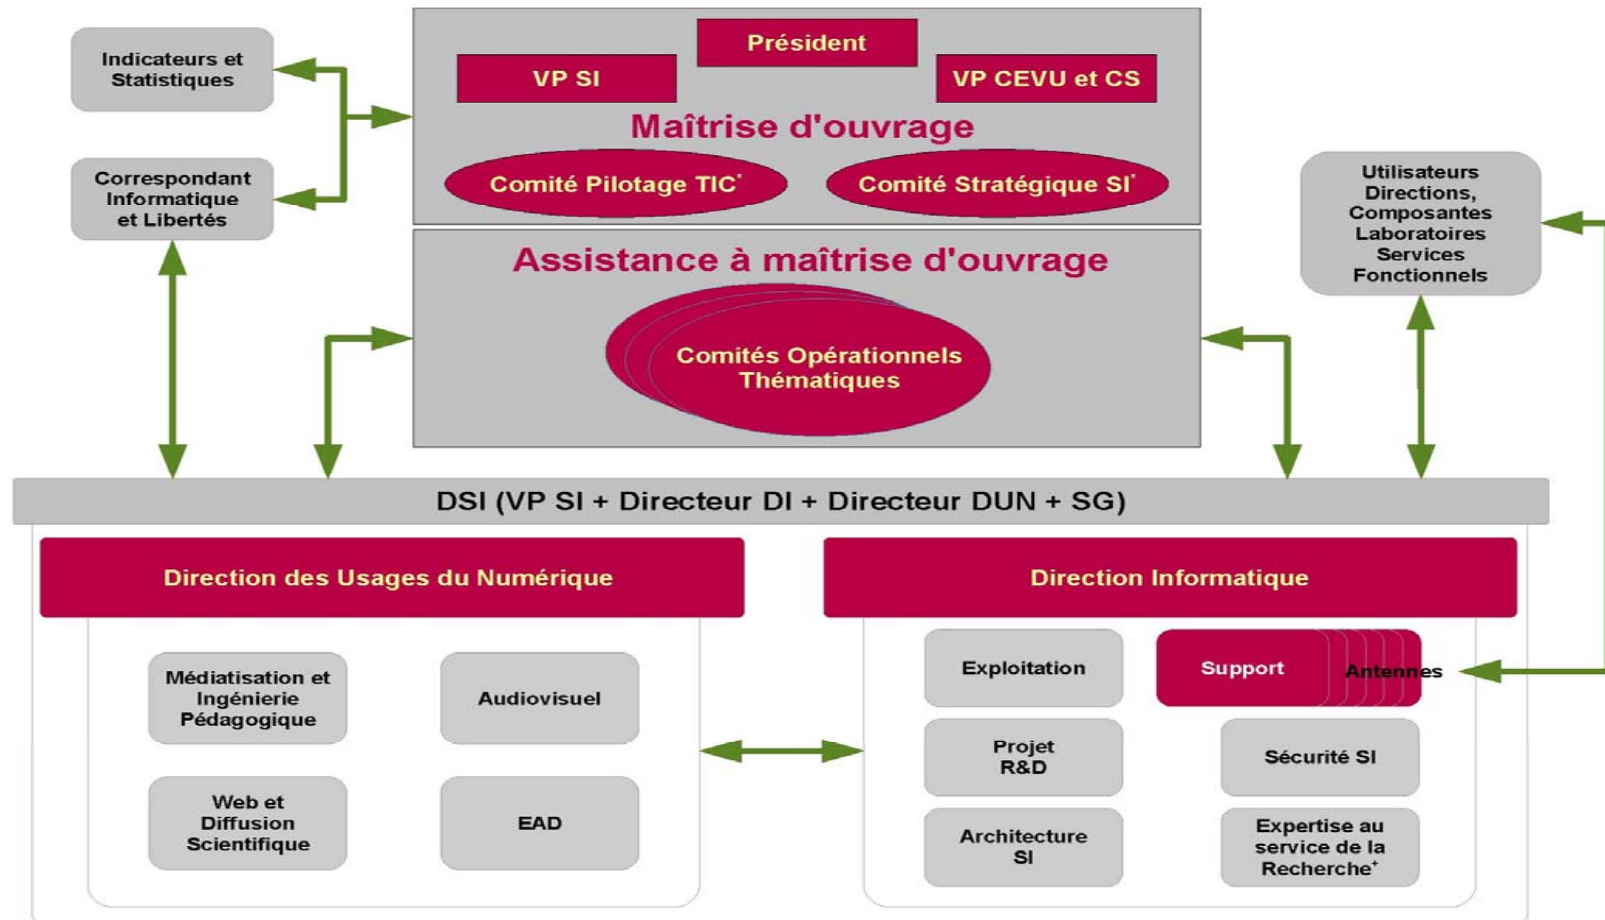 Indicateurs et
Statistiques
Correspondant
Informatique
et Libertés
Président
VP SI
VP CEVU et CS
Maîtrise d'ouvrage
Comité Pilotage TIC*
Comité Stratégique SI*
Assistance à maîtrise d'ouvrage
Comités Opérationnels
Thématiques
Utilisateurs
Directions,
Composantes
Laboratoires
Services
Fonctionnels
DSI (VP SI + Directeur DI + Directeur DUN + SG)
Direction des Usages du Numérique
Médiatisation et
Ingénierie
Pédagogique
Audiovisuel
Web et
Diffusion
Scientifique
EAD
Direction Informatique
Exploitation
Support
Antennes
Projet
R&D
Sécurité SI
Architecture
SI
Expertise au
service de la
Recherche+